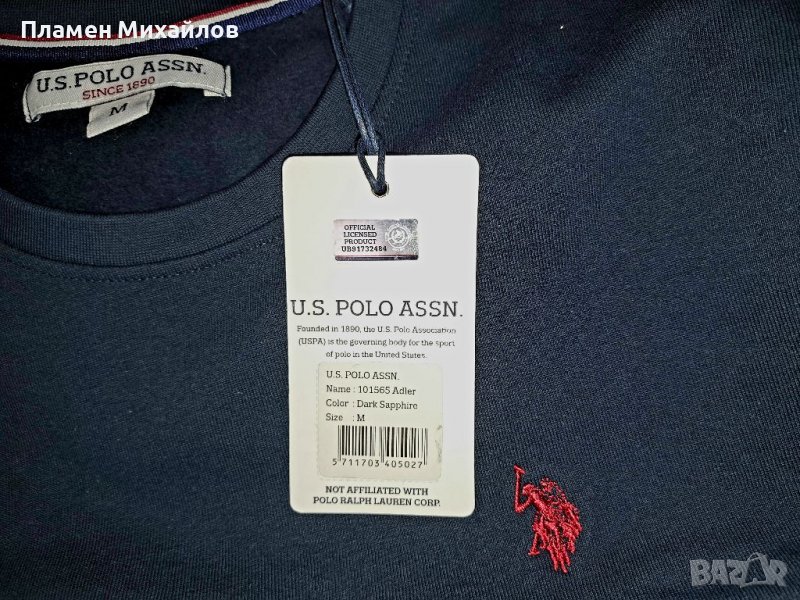 Пламен Михайлов
U.S. POLO ASSN.
SINCE 1890
M
OFFICIAL
LICENSED
PRODUCT
UB91732484
U.S. POLO ASSN.
Founded in 1890, the U.S. Polo Association
(USPA) is the governing body for the sport
of polo in the United States.
U.S. POLO ASSN.
Name : 101565 Adler
Color : Dark Sapphire
Size : M
5 711703 405027
NOT AFFILIATED WITH
POLO RALPH LAUREN CORP.
BAZAR